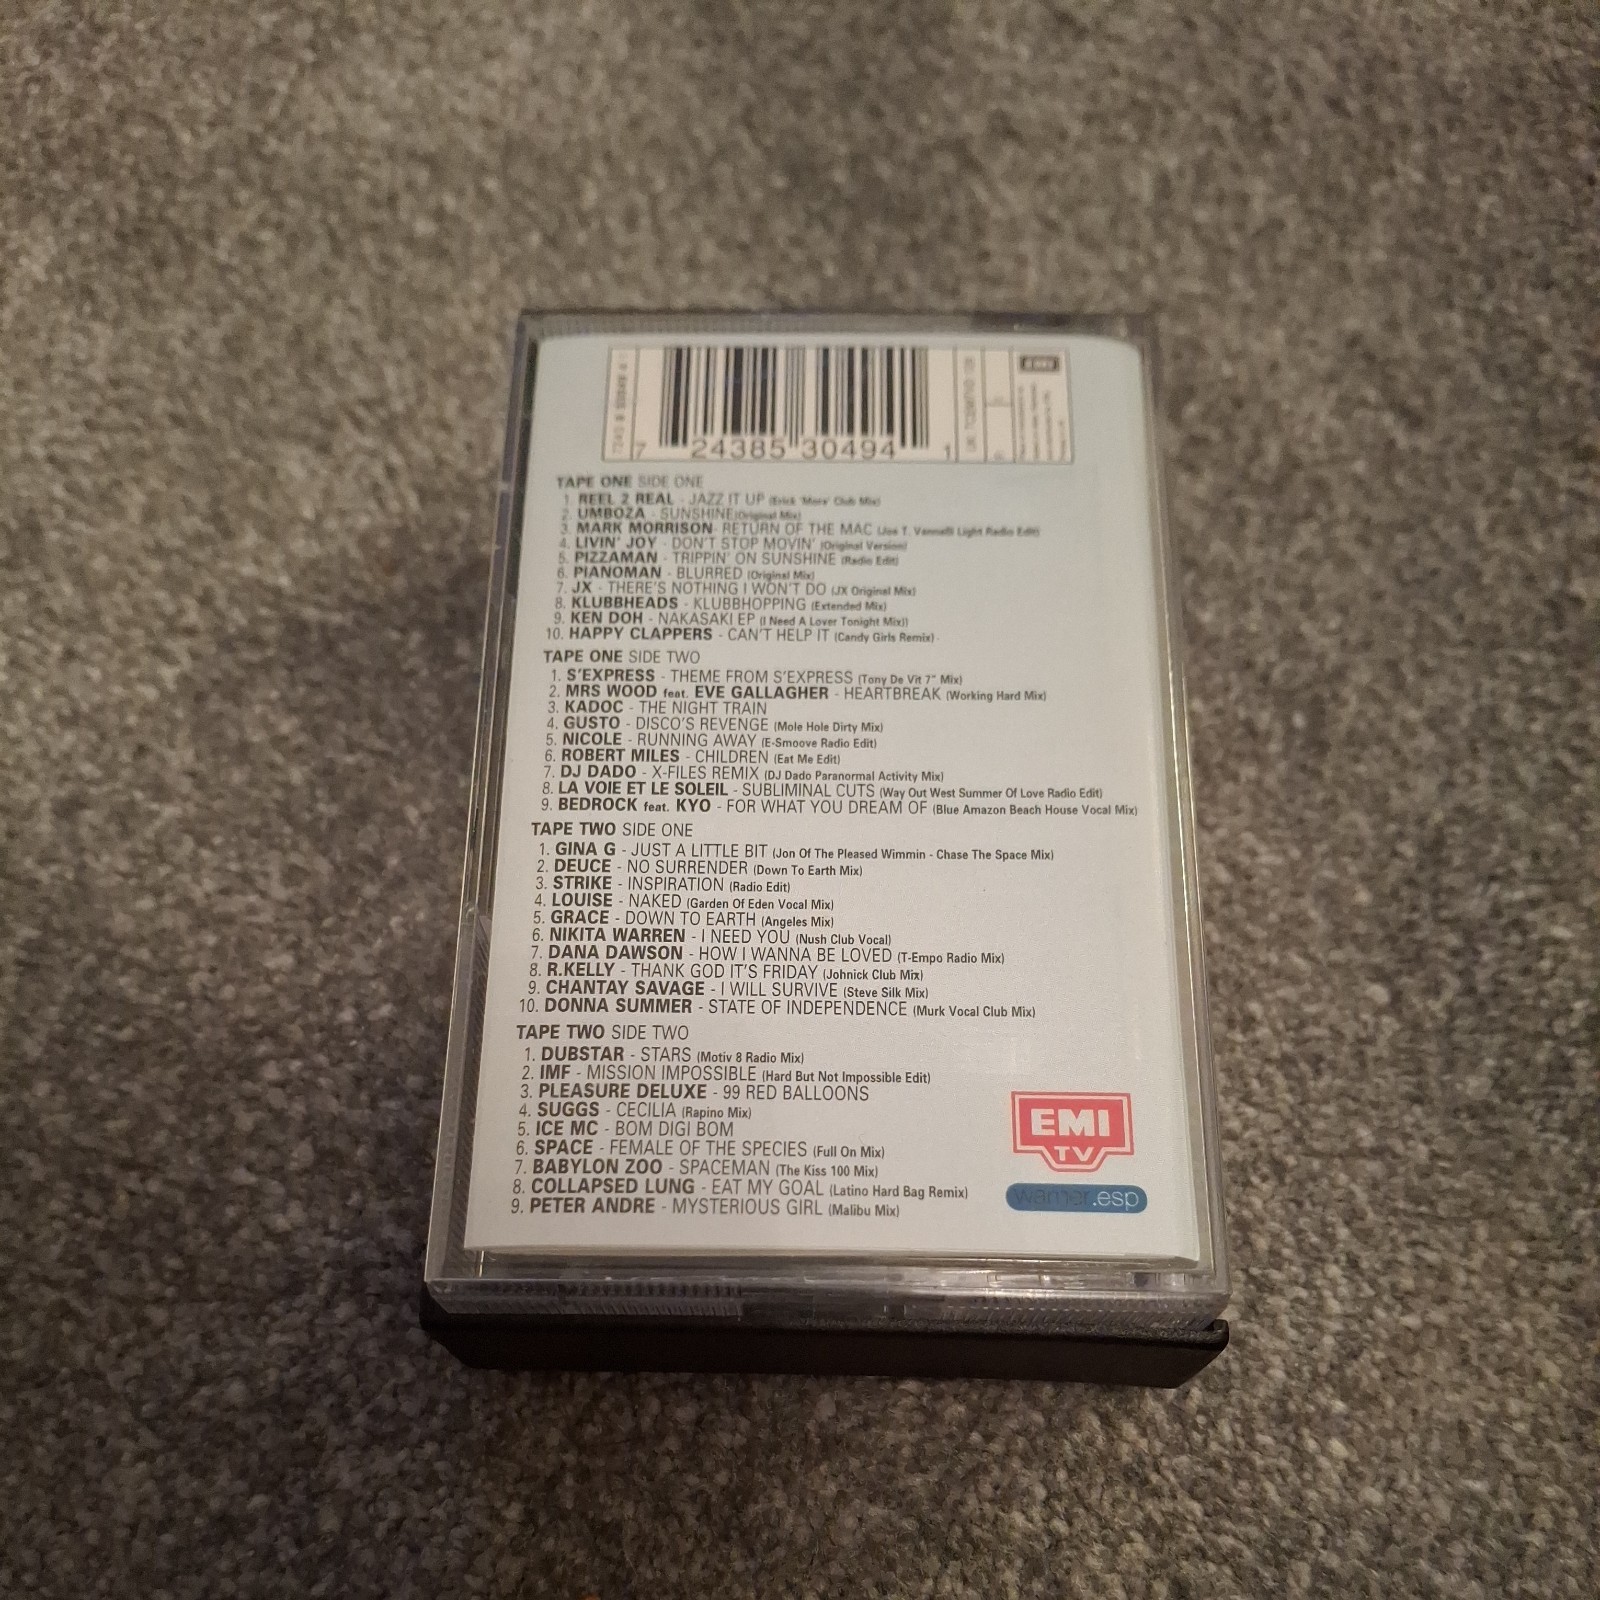 7 24385 30494 1
EMI
TAPE ONE SIDE ONE
1. REEL 2 REAL - JAZZ IT UP (Erick 'More' Club Mix)
2. UMBOZA - SUNSHINE(Original Mix)
3. MARK MORRISON- RETURN OF THE MAC (Joe T. Vannelli Light Radio Edit)
4. LIVIN' JOY - DON'T STOP MOVIN' (Original Version)
5. PIZZAMAN - TRIPPIN' ON SUNSHINE (Radio Edit)
6. PIANOMAN - BLURRED (Original Mix)
7. JX - THERE'S NOTHING I WON'T DO (JX Original Mix)
8. KLUBBHEADS - KLUBBHOPPING (Extended Mix)
9. KEN DOH - NAKASAKI EP (I Need A Lover Tonight Mix))
10. HAPPY CLAPPERS - CAN'T HELP IT (Candy Girls Remix)
TAPE ONE SIDE TWO
1. S'EXPRESS - THEME FROM S'EXPRESS (Tony De Vit 7" Mix)
2. MRS WOOD feat. EVE GALLAGHER - HEARTBREAK (Working Hard Mix)
3. KADOC - THE NIGHT TRAIN
4. GUSTO - DISCO'S REVENGE (Mole Hole Dirty Mix)
5. NICOLE - RUNNING AWAY (E-Smoove Radio Edit)
6. ROBERT MILES - CHILDREN (Eat Me Edit)
7. DJ DADO - X-FILES REMIX (DJ Dado Paranormal Activity Mix)
8. LA VOIE ET LE SOLEIL - SUBLIMINAL CUTS (Way Out West Summer Of Love Radio Edit)
9. BEDROCK feat. KYO - FOR WHAT YOU DREAM OF (Blue Amazon Beach House Vocal Mix)
TAPE TWO SIDE ONE
1. GINA G - JUST A LITTLE BIT (Jon Of The Pleased Wimmin - Chase The Space Mix)
2. DEUCE - NO SURRENDER (Down To Earth Mix)
3. STRIKE - INSPIRATION (Radio Edit)
4. LOUISE - NAKED (Garden Of Eden Vocal Mix)
5. GRACE - DOWN TO EARTH (Angeles Mix)
6. NIKITA WARREN - I NEED YOU (Nush Club Vocal)
7. DANA DAWSON - HOW I WANNA BE LOVED (T-Empo Radio Mix)
8. R.KELLY - THANK GOD IT'S FRIDAY (Johnick Club Mix)
9. CHANTAY SAVAGE - I WILL SURVIVE (Steve Silk Mix)
10. DONNA SUMMER - STATE OF INDEPENDENCE (Murk Vocal Club Mix)
TAPE TWO SIDE TWO
1. DUBSTAR - STARS (Motiv 8 Radio Mix)
2. IMF - MISSION IMPOSSIBLE (Hard But Not Impossible Edit)
3. PLEASURE DELUXE - 99 RED BALLOONS
4. SUGGS - CECILIA (Rapino Mix)
5. ICE MC - BOM DIGI BOM
6. SPACE - FEMALE OF THE SPECIES (Full On Mix)
7. BABYLON ZOO - SPACEMAN (The Kiss 100 Mix)
8. COLLAPSED LUNG - EAT MY GOAL (Latino Hard Bag Remix)
9. PETER ANDRE - MYSTERIOUS GIRL (Malibu Mix)
EMI
TV
warner.esp